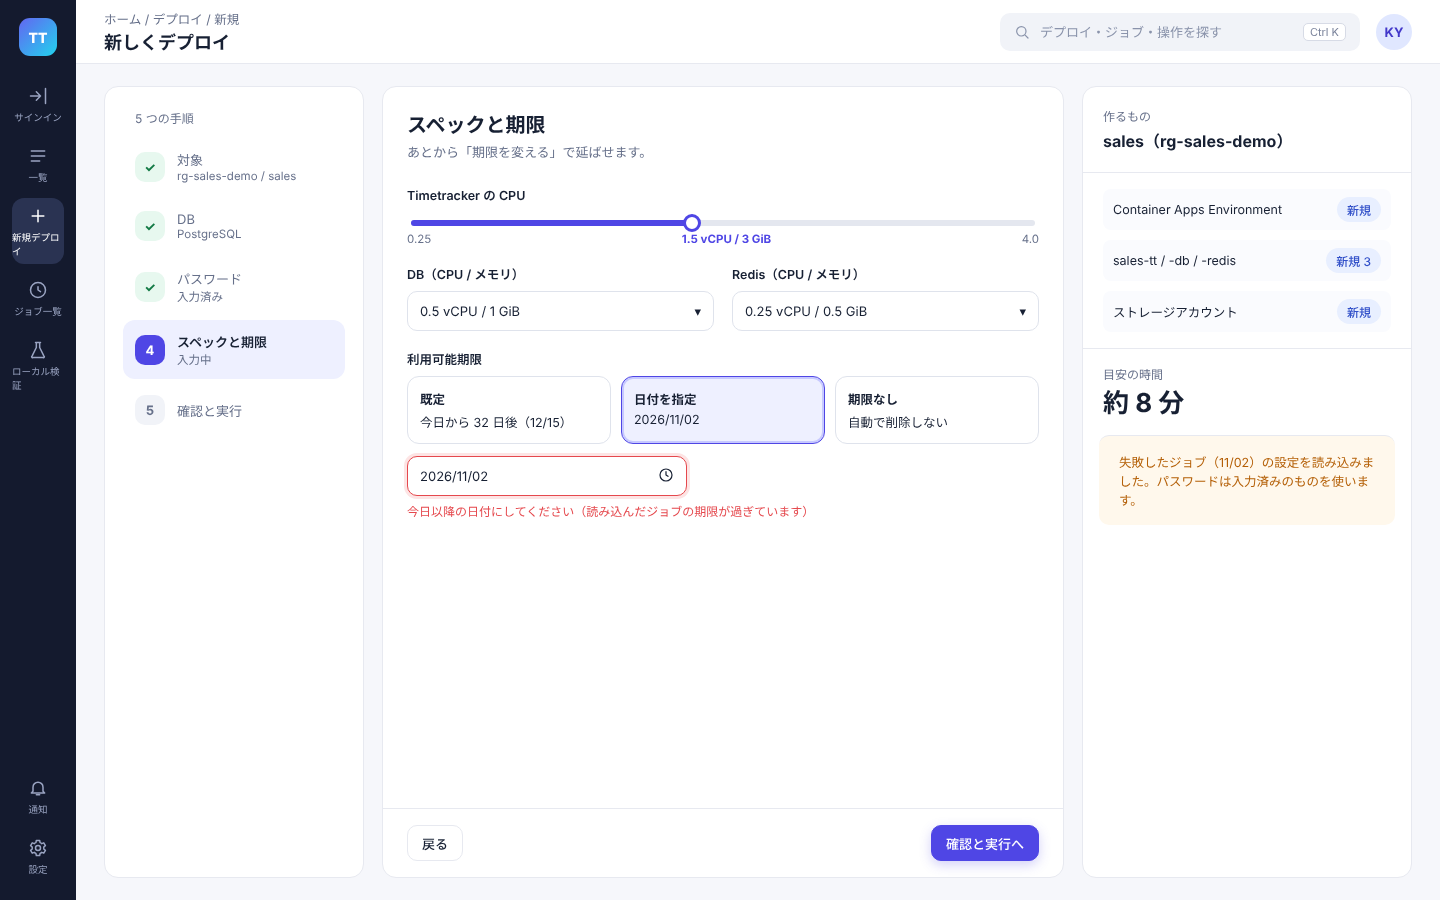 TT
サインイン
一覧
新規デプロ
イ
ジョブ一覧
ローカル検
証
通知
設定
ホーム / デプロイ / 新規
新しくデプロイ
デプロイ・ジョブ・操作を探す
Ctrl K
KY
5 つの手順
対象
rg-sales-demo / sales
DB
PostgreSQL
パスワード
入力済み
4
スペックと期限
入力中
5
確認と実行
スペックと期限
あとから「期限を変える」で延ばせます。
Timetracker の CPU
0.25
1.5 vCPU / 3 GiB
4.0
DB（CPU / メモリ）
Redis（CPU / メモリ）
0.5 vCPU / 1 GiB
0.25 vCPU / 0.5 GiB
利用可能期限
既定
今日から 32 日後（12/15）
日付を指定
2026/11/02
期限なし
自動で削除しない
2026/11/02
今日以降の日付にしてください（読み込んだジョブの期限が過ぎています）
戻る
確認と実行へ
作るもの
sales（rg-sales-demo）
Container Apps Environment
新規
sales-tt / -db / -redis
新規 3
ストレージアカウント
新規
目安の時間
約 8 分
失敗したジョブ（11/02）の設定を読み込みま
した。パスワードは入力済みのものを使いま
す。